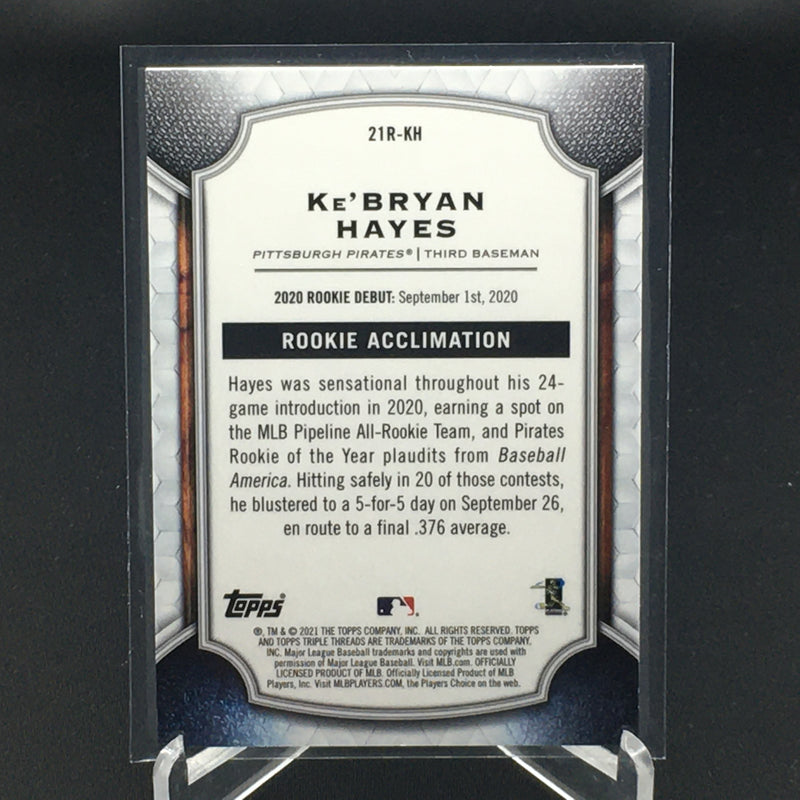 21R-KH
KE'BRYAN
HAYES
PITTSBURGH PIRATES® | THIRD BASEMAN
2020 ROOKIE DEBUT: September 1st, 2020
ROOKIE ACCLIMATION
Hayes was sensational throughout his 24-
game introduction in 2020, earning a spot on
the MLB Pipeline All-Rookie Team, and Pirates
Rookie of the Year plaudits from Baseball
America. Hitting safely in 20 of those contests,
he blustered to a 5-for-5 day on September 26,
en route to a final .376 average.
Topps
®, TM & © 2021 THE TOPPS COMPANY, INC. ALL RIGHTS RESERVED. TOPPS
AND TOPPS TRIPLE THREADS ARE TRADEMARKS OF THE TOPPS COMPANY,
INC. Major League Baseball trademarks and copyrights are used with
permission of Major League Baseball. Visit MLB.com. OFFICIALLY
LICENSED PRODUCT OF MLB. Officially Licensed Product of MLB
Players, Inc. Visit MLBPLAYERS.COM, the Players Choice on the web.